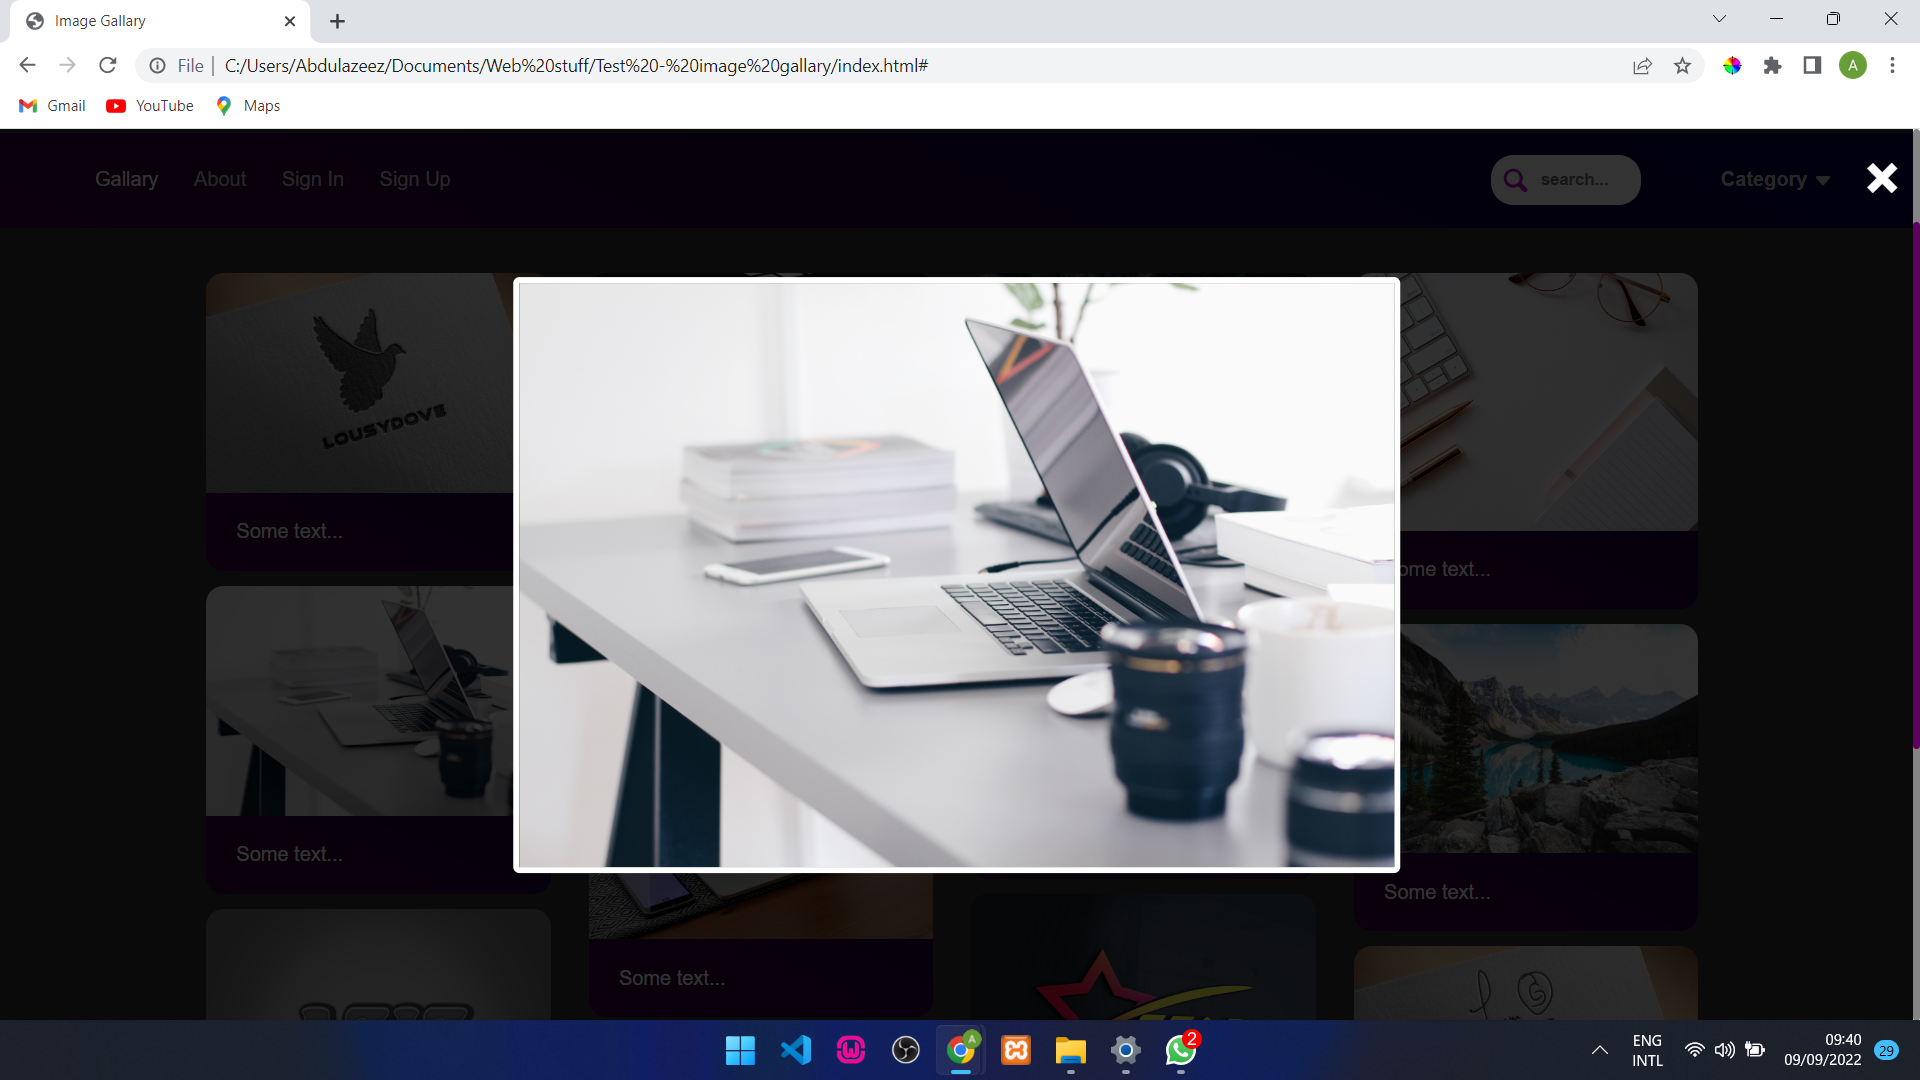 Image Gallary
File | C:/Users/Abdulazeez/Documents/Web%20stuff/Test%20-%20image%20gallary/index.html#
A
Gmail YouTube Maps
Gallary About Sign In Sign Up search... Category
LOUSYDOVE
Some text...
ome text...
Some text...
Some text...
Some text...
A
2
ENG
INTL
09:40
09/09/2022
29